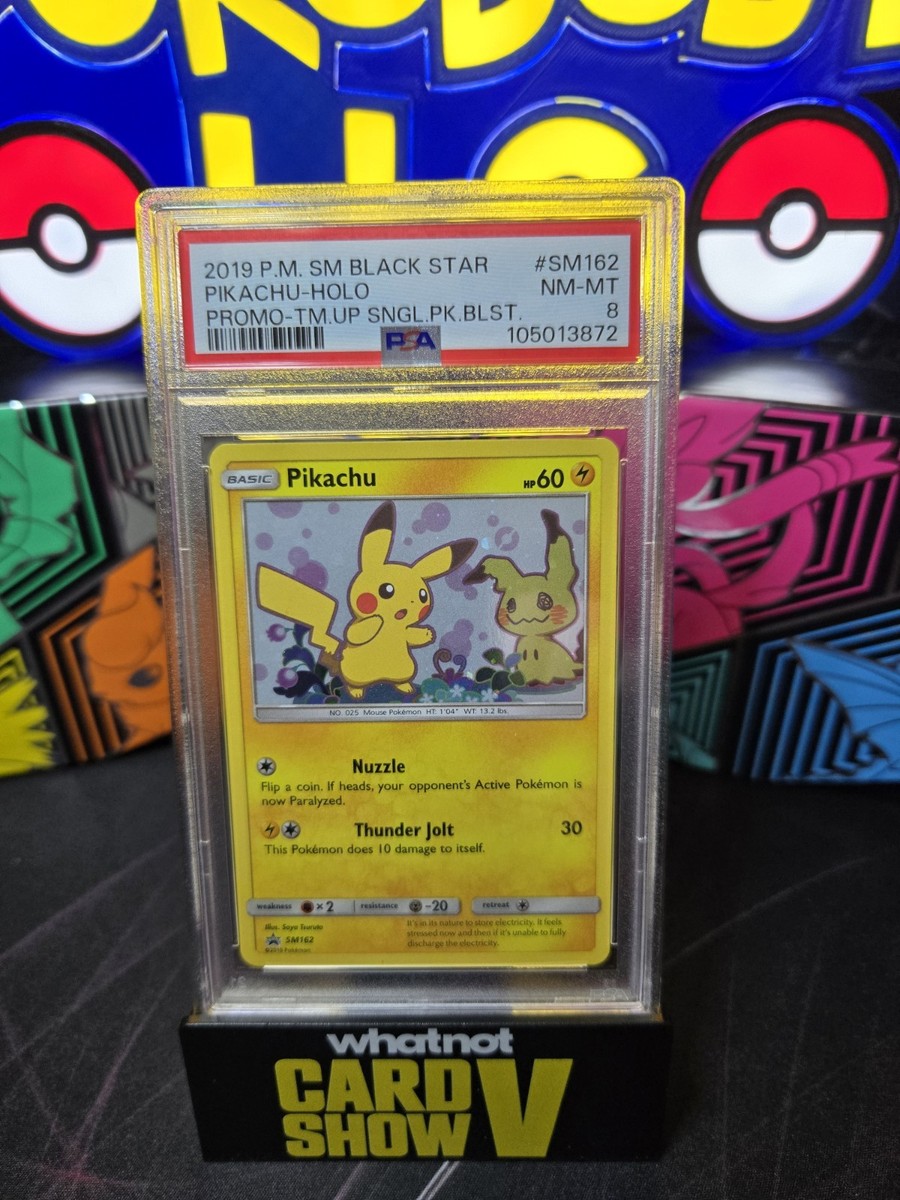 2019 P.M. SM BLACK STAR #SM162
PIKACHU-HOLO NM-MT
PROMO-TM.UP SNGL.PK.BLST. 8
PSA 105013872
BASIC Pikachu HP60
NO. 025 Mouse Pokémon HT: 1'04" WT: 13.2 lbs.
Nuzzle
Flip a coin. If heads, your opponent's Active Pokémon is
now Paralyzed.
Thunder Jolt 30
This Pokémon does 10 damage to itself.
weakness ×2 resistance -20 retreat
Illus. Saya Tsuruta
SM162
It's in its nature to store electricity. It feels
stressed now and then if it's unable to fully
discharge the electricity.
whatnot
CARD
SHOW V